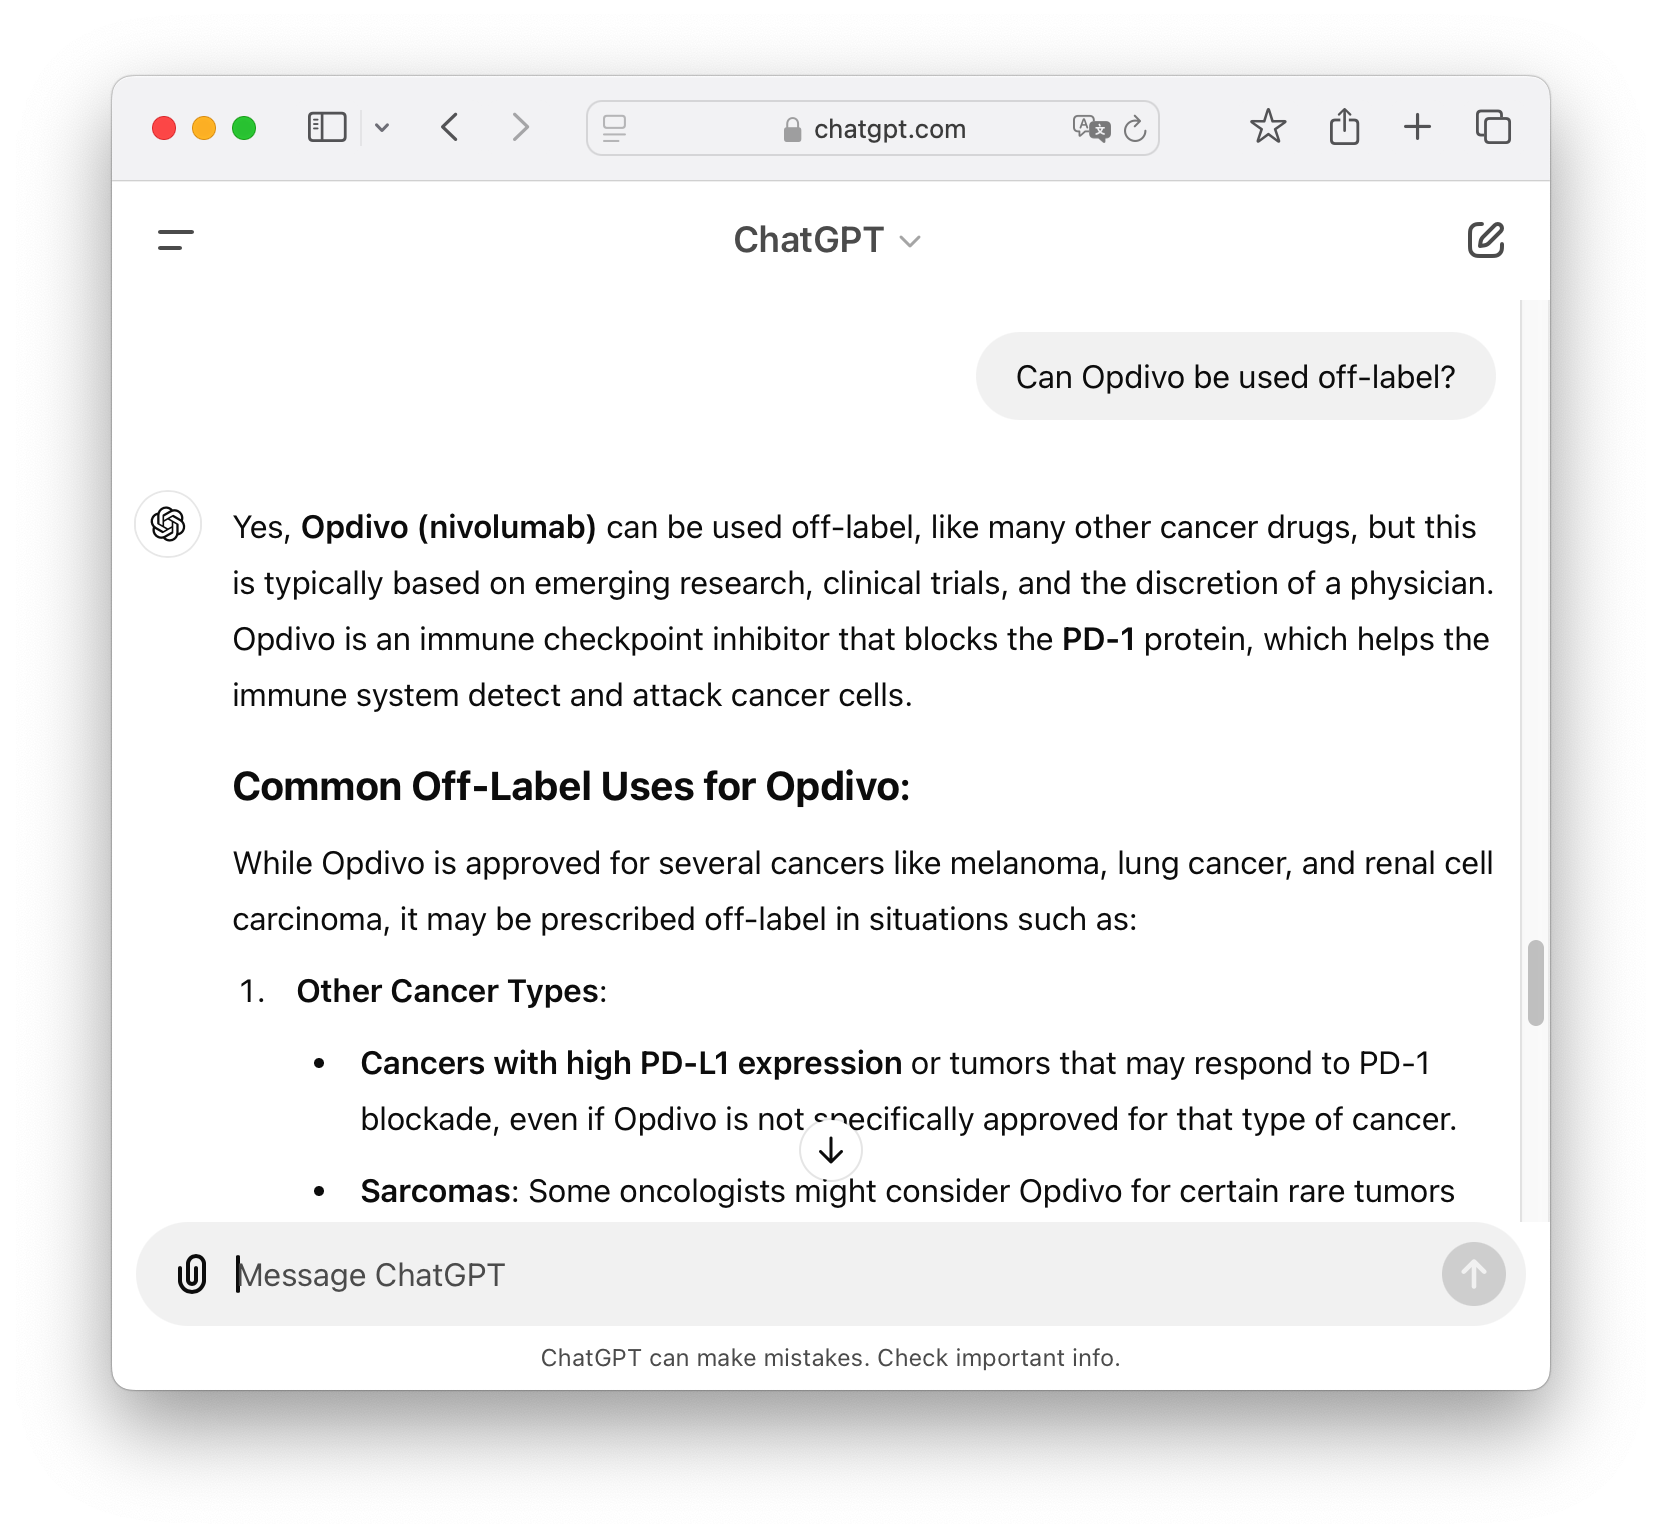 chatgpt.com
ChatGPT
Can Opdivo be used off-label?
Yes, Opdivo (nivolumab) can be used off-label, like many other cancer drugs, but this
is typically based on emerging research, clinical trials, and the discretion of a physician.
Opdivo is an immune checkpoint inhibitor that blocks the PD-1 protein, which helps the
immune system detect and attack cancer cells.
Common Off-Label Uses for Opdivo:
While Opdivo is approved for several cancers like melanoma, lung cancer, and renal cell
carcinoma, it may be prescribed off-label in situations such as:
1. Other Cancer Types:
• Cancers with high PD-L1 expression or tumors that may respond to PD-1
blockade, even if Opdivo is not specifically approved for that type of cancer.
• Sarcomas: Some oncologists might consider Opdivo for certain rare tumors
Message ChatGPT
ChatGPT can make mistakes. Check important info.